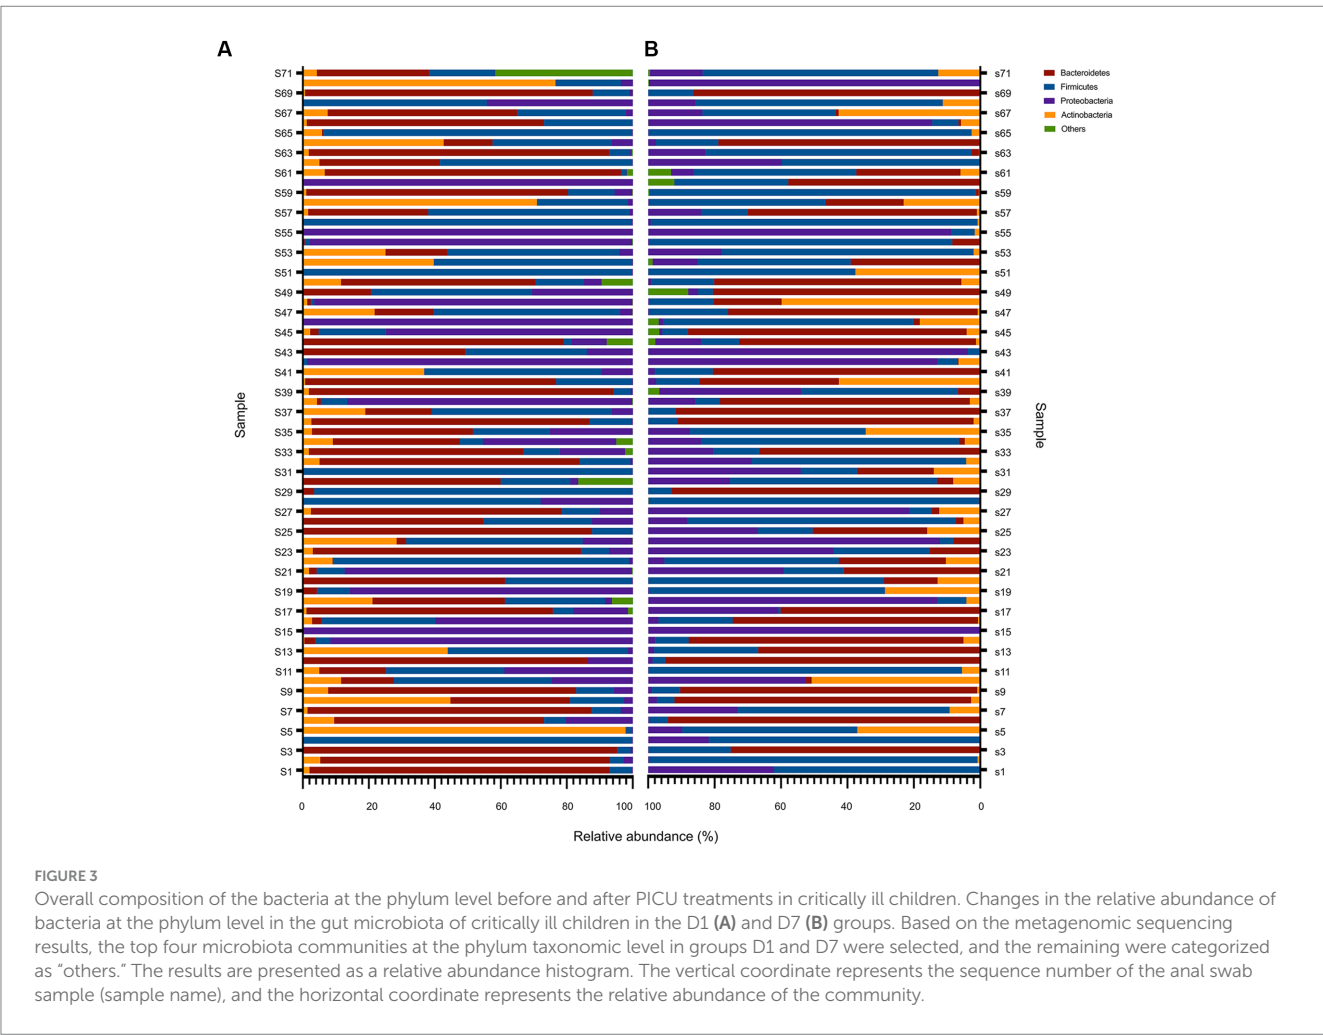 A
B
S71
S69
S67
S65
S63
S61
S59
S57
S55
S53
S51
S49
S47
S45
S43
S41
S39
S37
S35
S33
S31
S29
S27
S25
S23
S21
S19
S17
S15
S13
S11
S9
S7
S5
S3
S1
Sample
0 20 40 60 80 100
s71
s69
s67
s65
s63
s61
s59
s57
s55
s53
s51
s49
s47
s45
s43
s41
s39
s37
s35
s33
s31
s29
s27
s25
s23
s21
s19
s17
s15
s13
s11
s9
s7
s5
s3
s1
Sample
100 80 60 40 20 0
Bacteroidetes
Firmicutes
Proteobacteria
Actinobacteria
Others
Relative abundance (%)
FIGURE 3
Overall composition of the bacteria at the phylum level before and after PICU treatments in critically ill children. Changes in the relative abundance of
bacteria at the phylum level in the gut microbiota of critically ill children in the D1 (A) and D7 (B) groups. Based on the metagenomic sequencing
results, the top four microbiota communities at the phylum taxonomic level in groups D1 and D7 were selected, and the remaining were categorized
as “others.” The results are presented as a relative abundance histogram. The vertical coordinate represents the sequence number of the anal swab
sample (sample name), and the horizontal coordinate represents the relative abundance of the community.